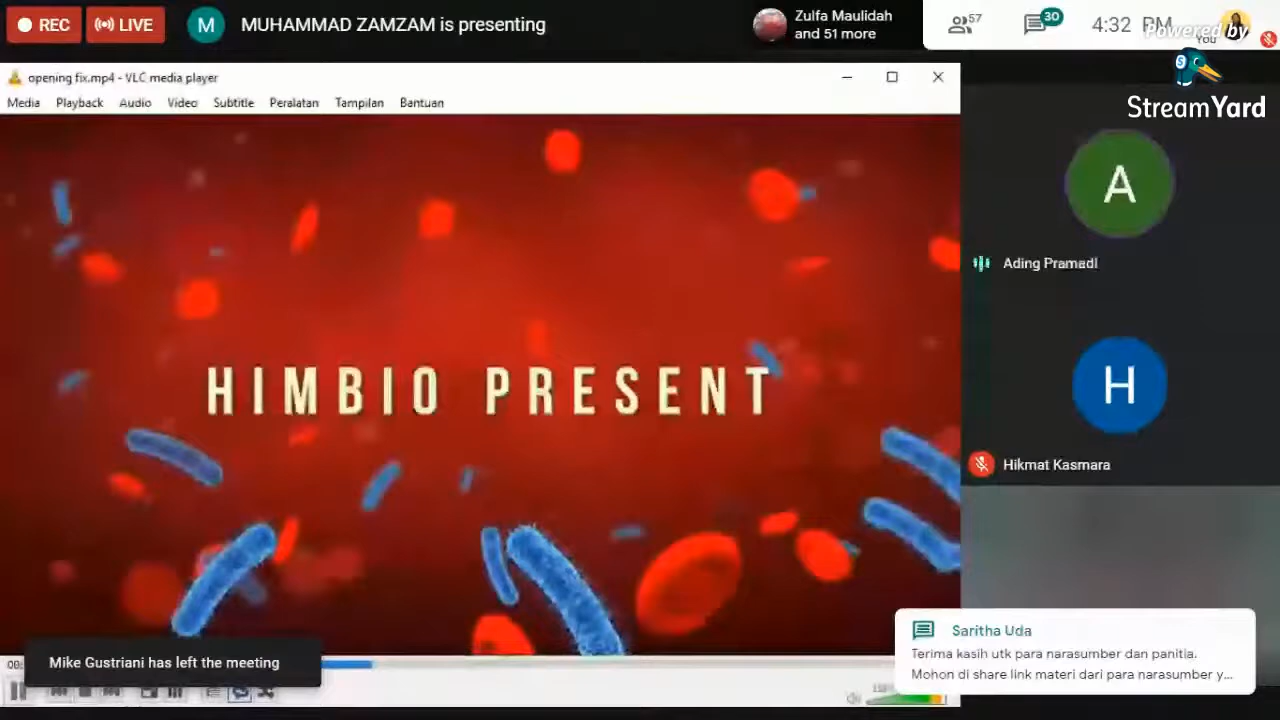 REC
LIVE
M
MUHAMMAD ZAMZAM is presenting
Zulfa Maulidah
and 51 more
57
30
4:32 PM
Powered by
You
StreamYard
opening fix.mp4 - VLC media player
Media Playback Audio Video Subtitle Peralatan Tampilan Bantuan
A
Ading Pramadi
HIMBIO PRESENT
H
Hikmat Kasmara
Saritha Uda
Terima kasih utk para narasumber dan panitia.
Mohon di share link materi dari para narasumber y...
Mike Gustriani has left the meeting